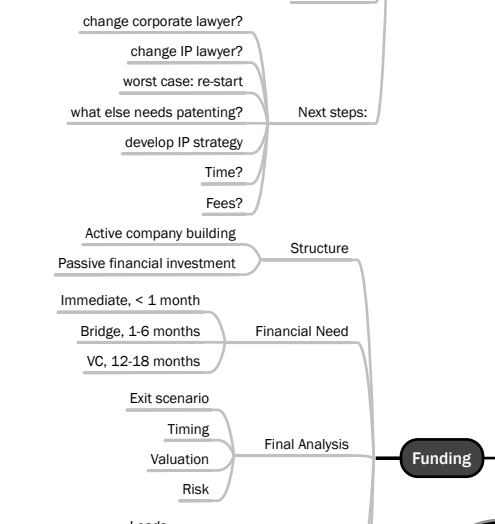 change corporate lawyer?
change IP lawyer?
worst case: re-start
what else needs patenting?
Next steps:
develop IP strategy
Time?
Fees?
Active company building
Structure
Passive financial investment
Immediate, < 1 month
Bridge, 1-6 months
Financial Need
VC, 12-18 months
Exit scenario
Timing
Final Analysis
Valuation
Funding
Risk